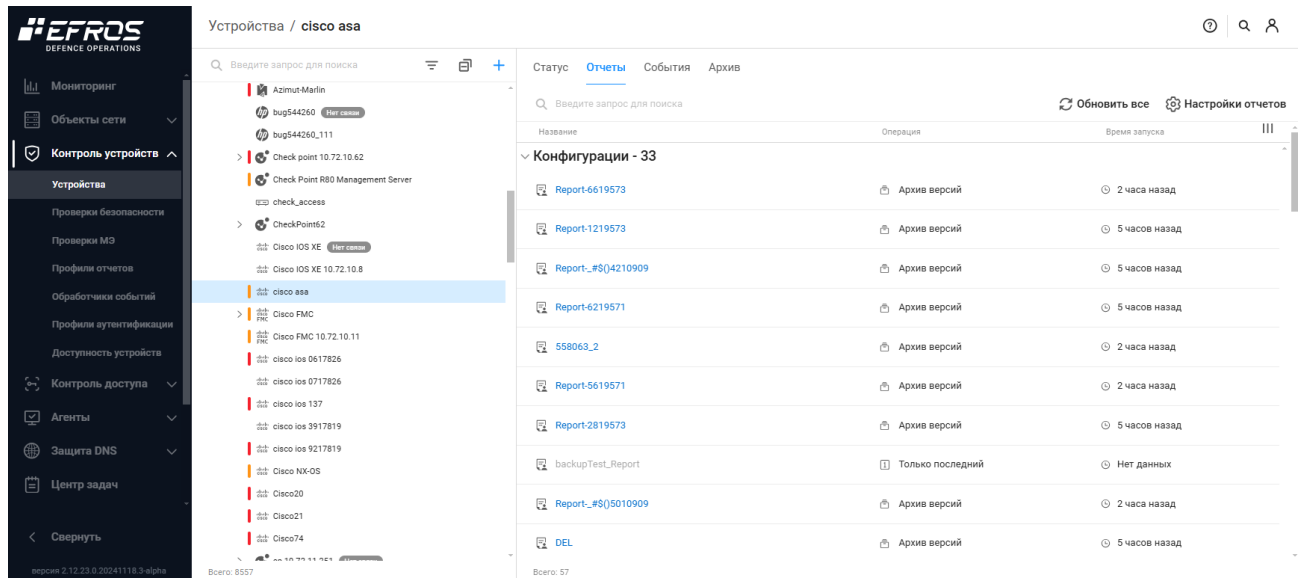 EFROS
DEFENCE OPERATIONS
Мониторинг
Объекты сети
Контроль устройств
Устройства
Проверки безопасности
Проверки МЭ
Профили отчетов
Обработчики событий
Профили аутентификации
Доступность устройств
Контроль доступа
Агенты
Защита DNS
Центр задач
Свернуть
версия 2.12.23.0.20241118.3-alpha
Устройства / cisco asa
Введите запрос для поиска
Azimut-Marlin
bug544260 Нет связи
bug544260_111
Check point 10.72.10.62
Check Point R80 Management Server
check_access
CheckPoint62
Cisco IOS XE Нет связи
Cisco IOS XE 10.72.10.8
cisco asa
Cisco FMC
Cisco FMC 10.72.10.11
cisco ios 0617826
cisco ios 0717826
cisco ios 137
cisco ios 3917819
cisco ios 9217819
Cisco NX-OS
Cisco20
Cisco21
Cisco74
Всего: 8557
Статус Отчеты События Архив
Введите запрос для поиска Обновить все Настройки отчетов
Название Операция Время запуска
Конфигурации - 33
Report-6619573 Архив версий 2 часа назад
Report-1219573 Архив версий 5 часов назад
Report-_#$()4210909 Архив версий 5 часов назад
Report-6219571 Архив версий 5 часов назад
558063_2 Архив версий 2 часа назад
Report-5619571 Архив версий 2 часа назад
Report-2819573 Архив версий 5 часов назад
backupTest_Report Только последний Нет данных
Report-_#$()5010909 Архив версий 2 часа назад
DEL Архив версий 5 часов назад
Всего: 57